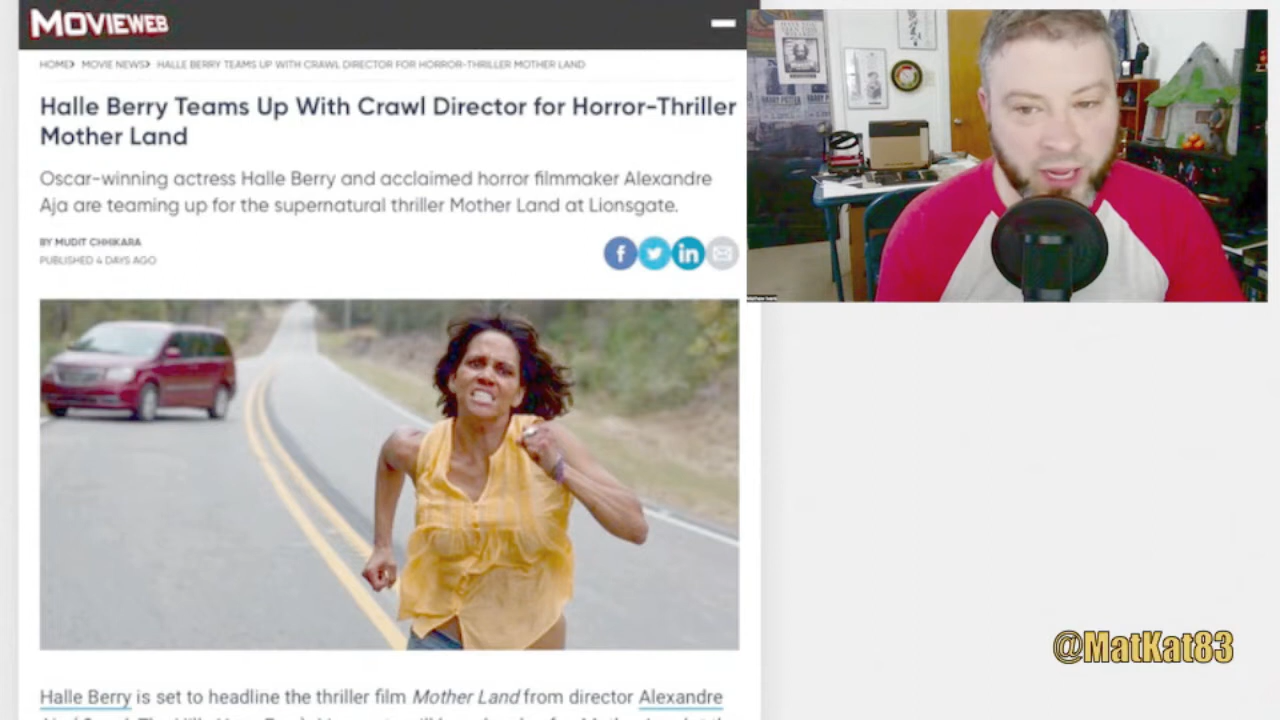 MOVIEWEB
HOME> MOVIE NEWS> HALLE BERRY TEAMS UP WITH CRAWL DIRECTOR FOR HORROR-THRILLER MOTHER LAND
Halle Berry Teams Up With Crawl Director for Horror-Thriller
Mother Land
Oscar-winning actress Halle Berry and acclaimed horror filmmaker Alexandre
Aja are teaming up for the supernatural thriller Mother Land at Lionsgate.
BY MUDIT CHHIKARA
PUBLISHED 4 DAYS AGO
f
in
HARRY POTTER
@MatKat83
Halle Berry is set to headline the thriller film Mother Land from director Alexandre